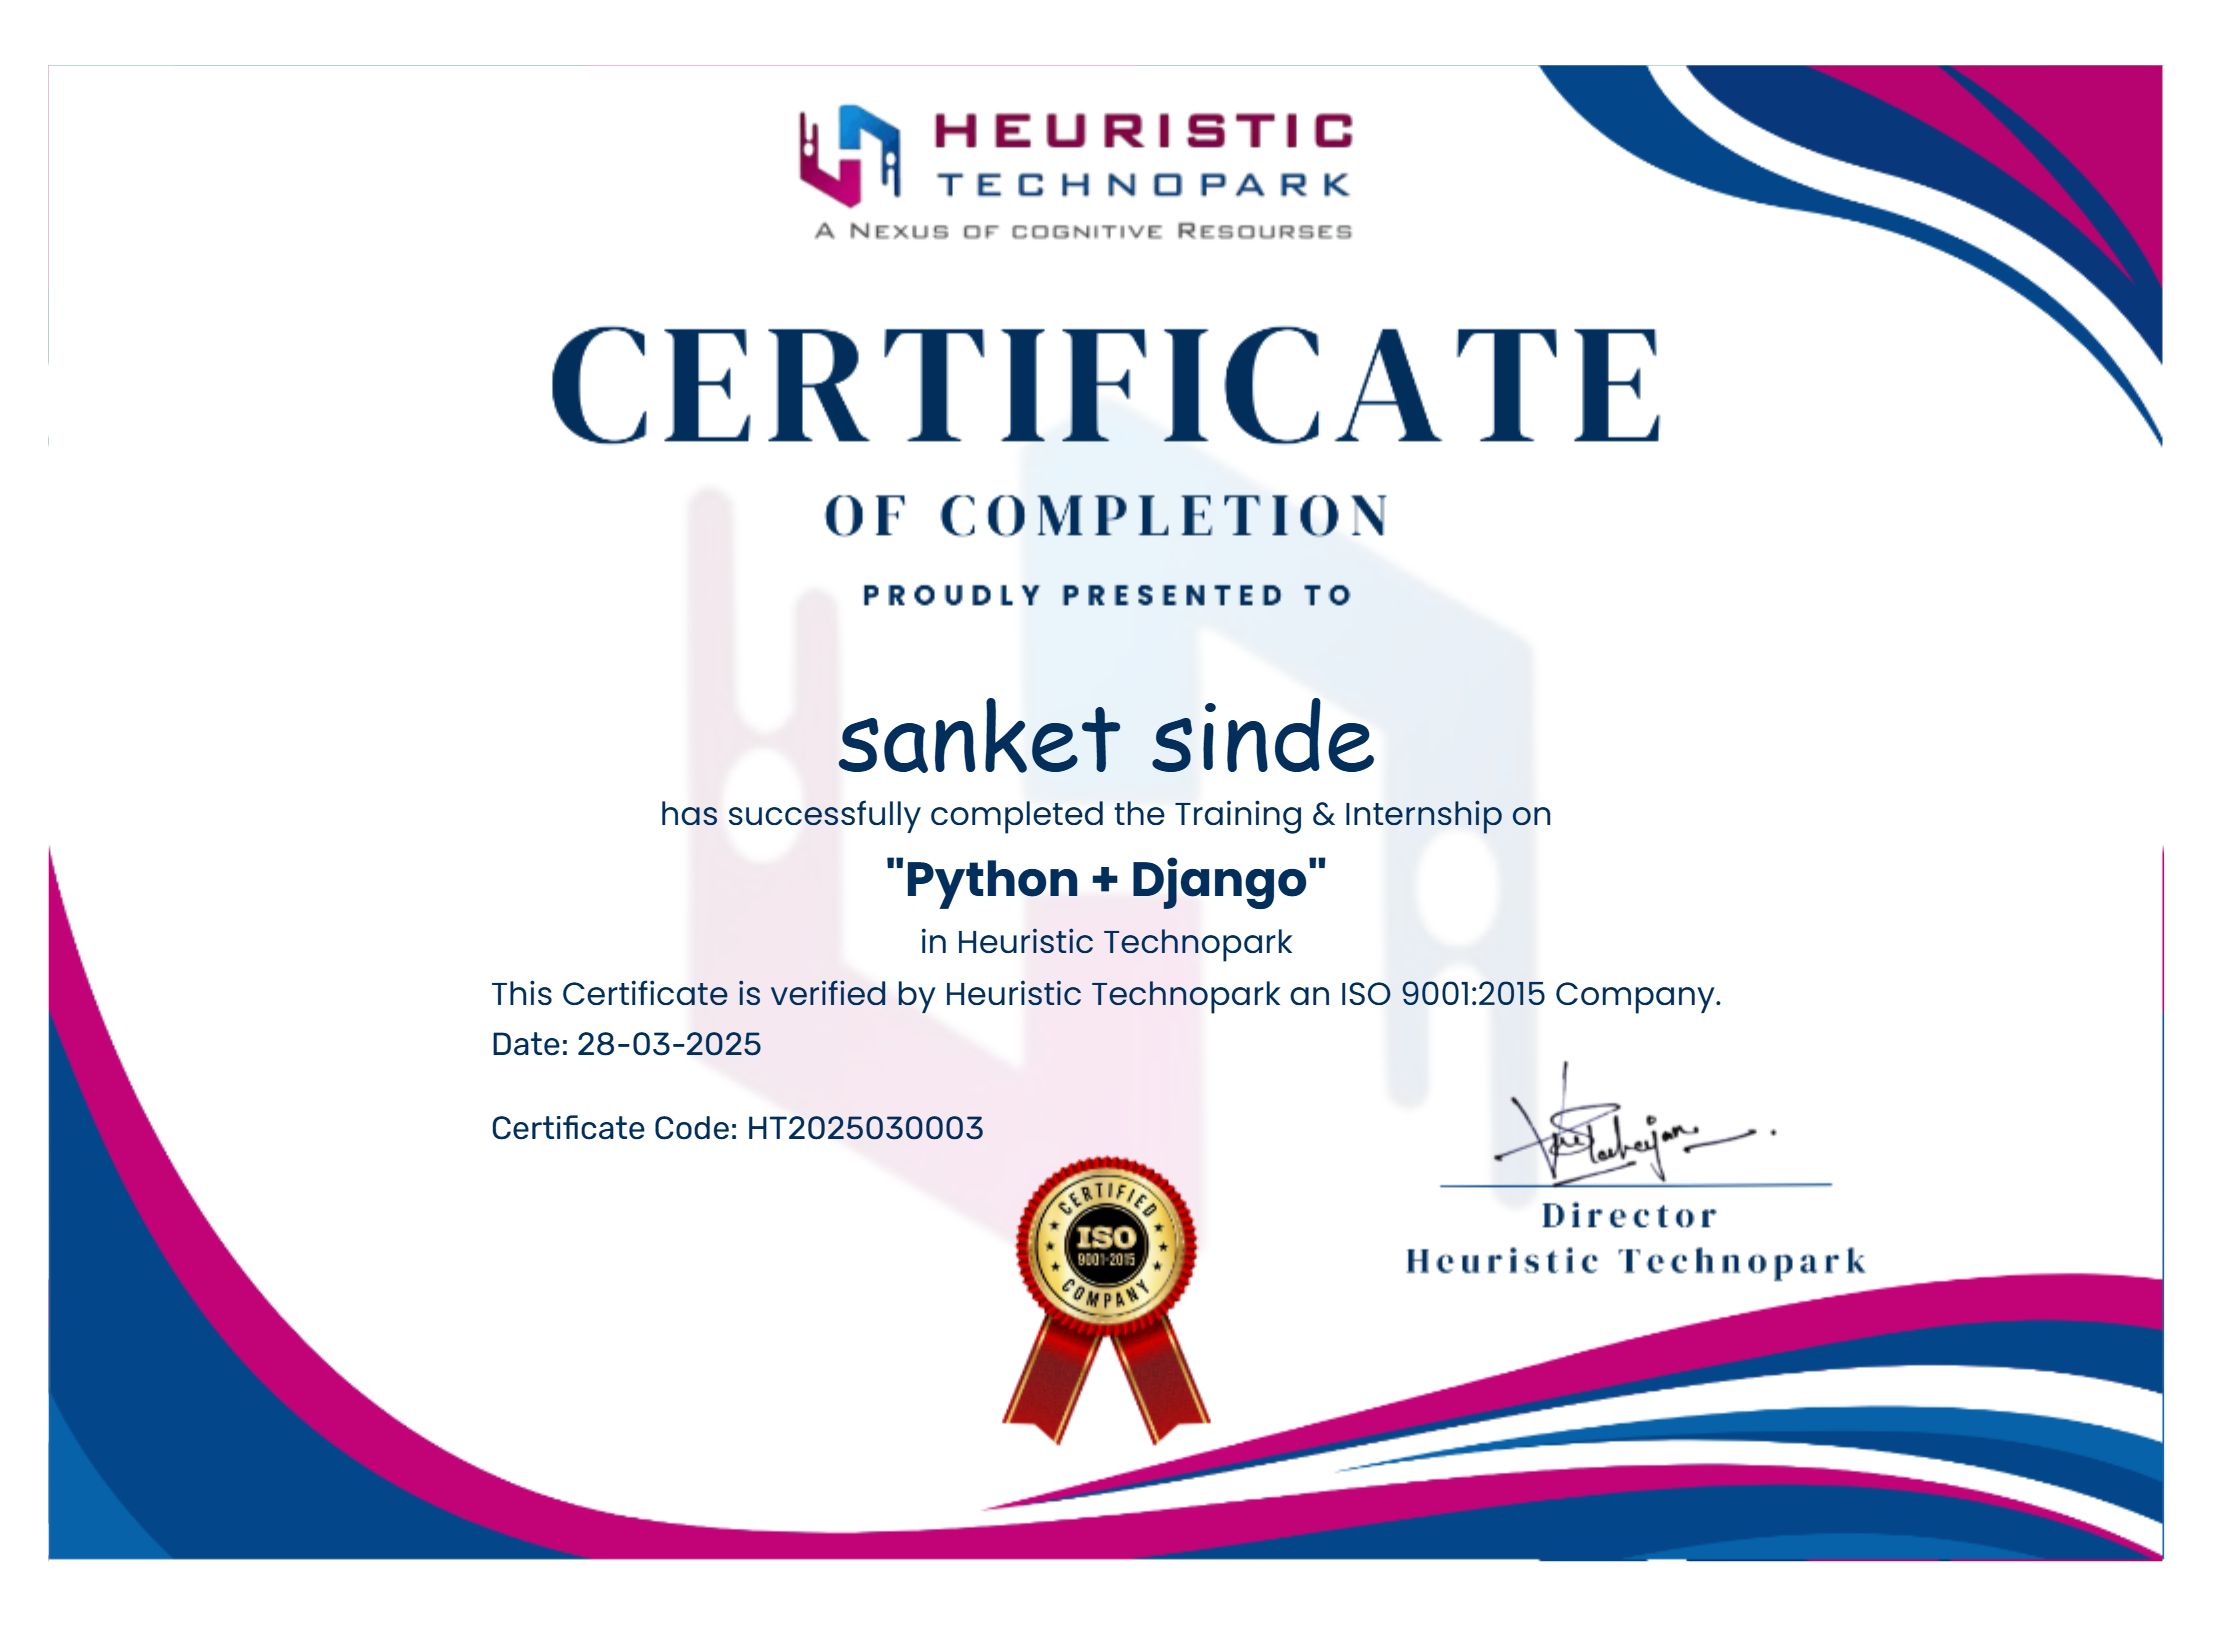 HEURISTIC
TECHNOPARK
A NEXUS OF COGNITIVE RESOURSES
CERTIFICATE
OF COMPLETION
PROUDLY PRESENTED TO
sanket sinde
has successfully completed the Training & Internship on
"Python + Django"
in Heuristic Technopark
This Certificate is verified by Heuristic Technopark an ISO 9001:2015 Company.
Date: 28-03-2025
Certificate Code: HT2025030003
CERTIFIED
ISO
9001-2015
COMPANY
Director
Heuristic Technopark